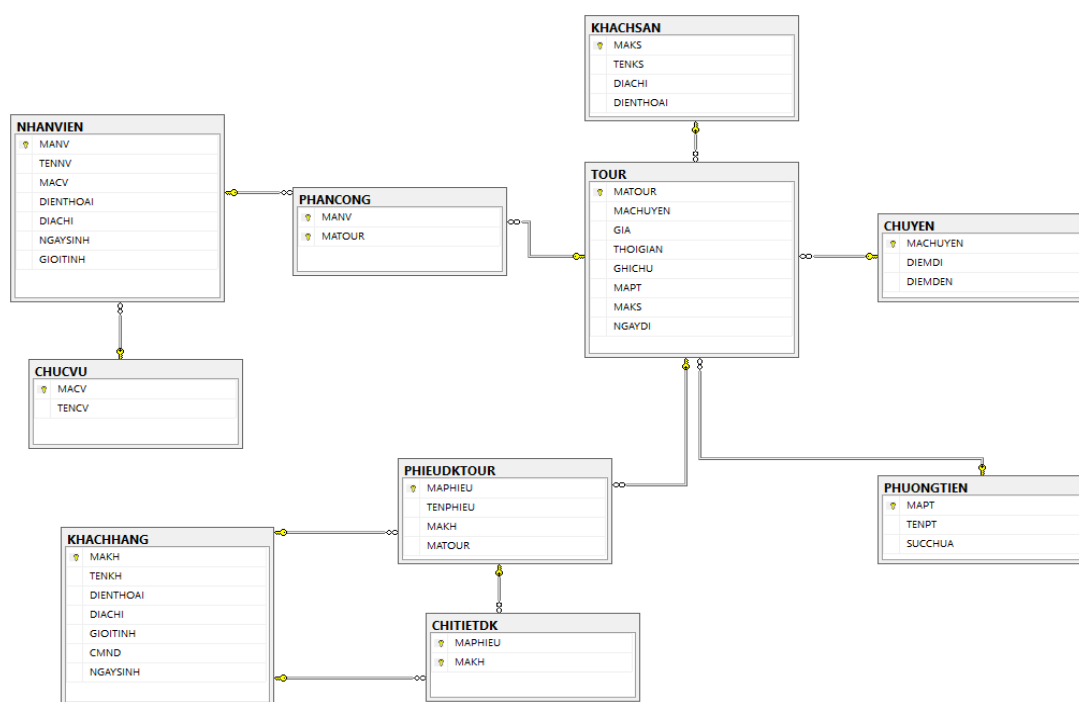 KHACHSAN
MAKS
TENKS
DIACHI
DIENTHOAI
NHANVIEN
MANV
TENNV
MACV
DIENTHOAI
DIACHI
NGAYSINH
GIOITINH
PHANCONG
MANV
MATOUR
TOUR
MATOUR
MACHUYEN
GIA
THOIGIAN
GHICHU
MAPT
MAKS
NGAYDI
CHUYEN
MACHUYEN
DIEMDI
DIEMDEN
CHUCVU
MACV
TENCV
PHIEUDKTOUR
MAPHIEU
TENPHIEU
MAKH
MATOUR
PHUONGTIEN
MAPT
TENPT
SUCCHUA
KHACHHANG
MAKH
TENKH
DIENTHOAI
DIACHI
GIOITINH
CMND
NGAYSINH
CHITIETDK
MAPHIEU
MAKH